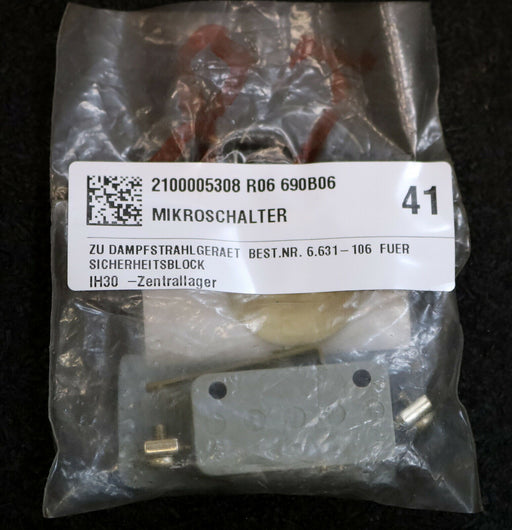 2100005308 R06 690B06
41
MIKROSCHALTER
ZU DAMPFSTRAHLGERAET BEST.NR. 6.631-106 FUER
SICHERHEITSBLOCK
IH30 -Zentrallager